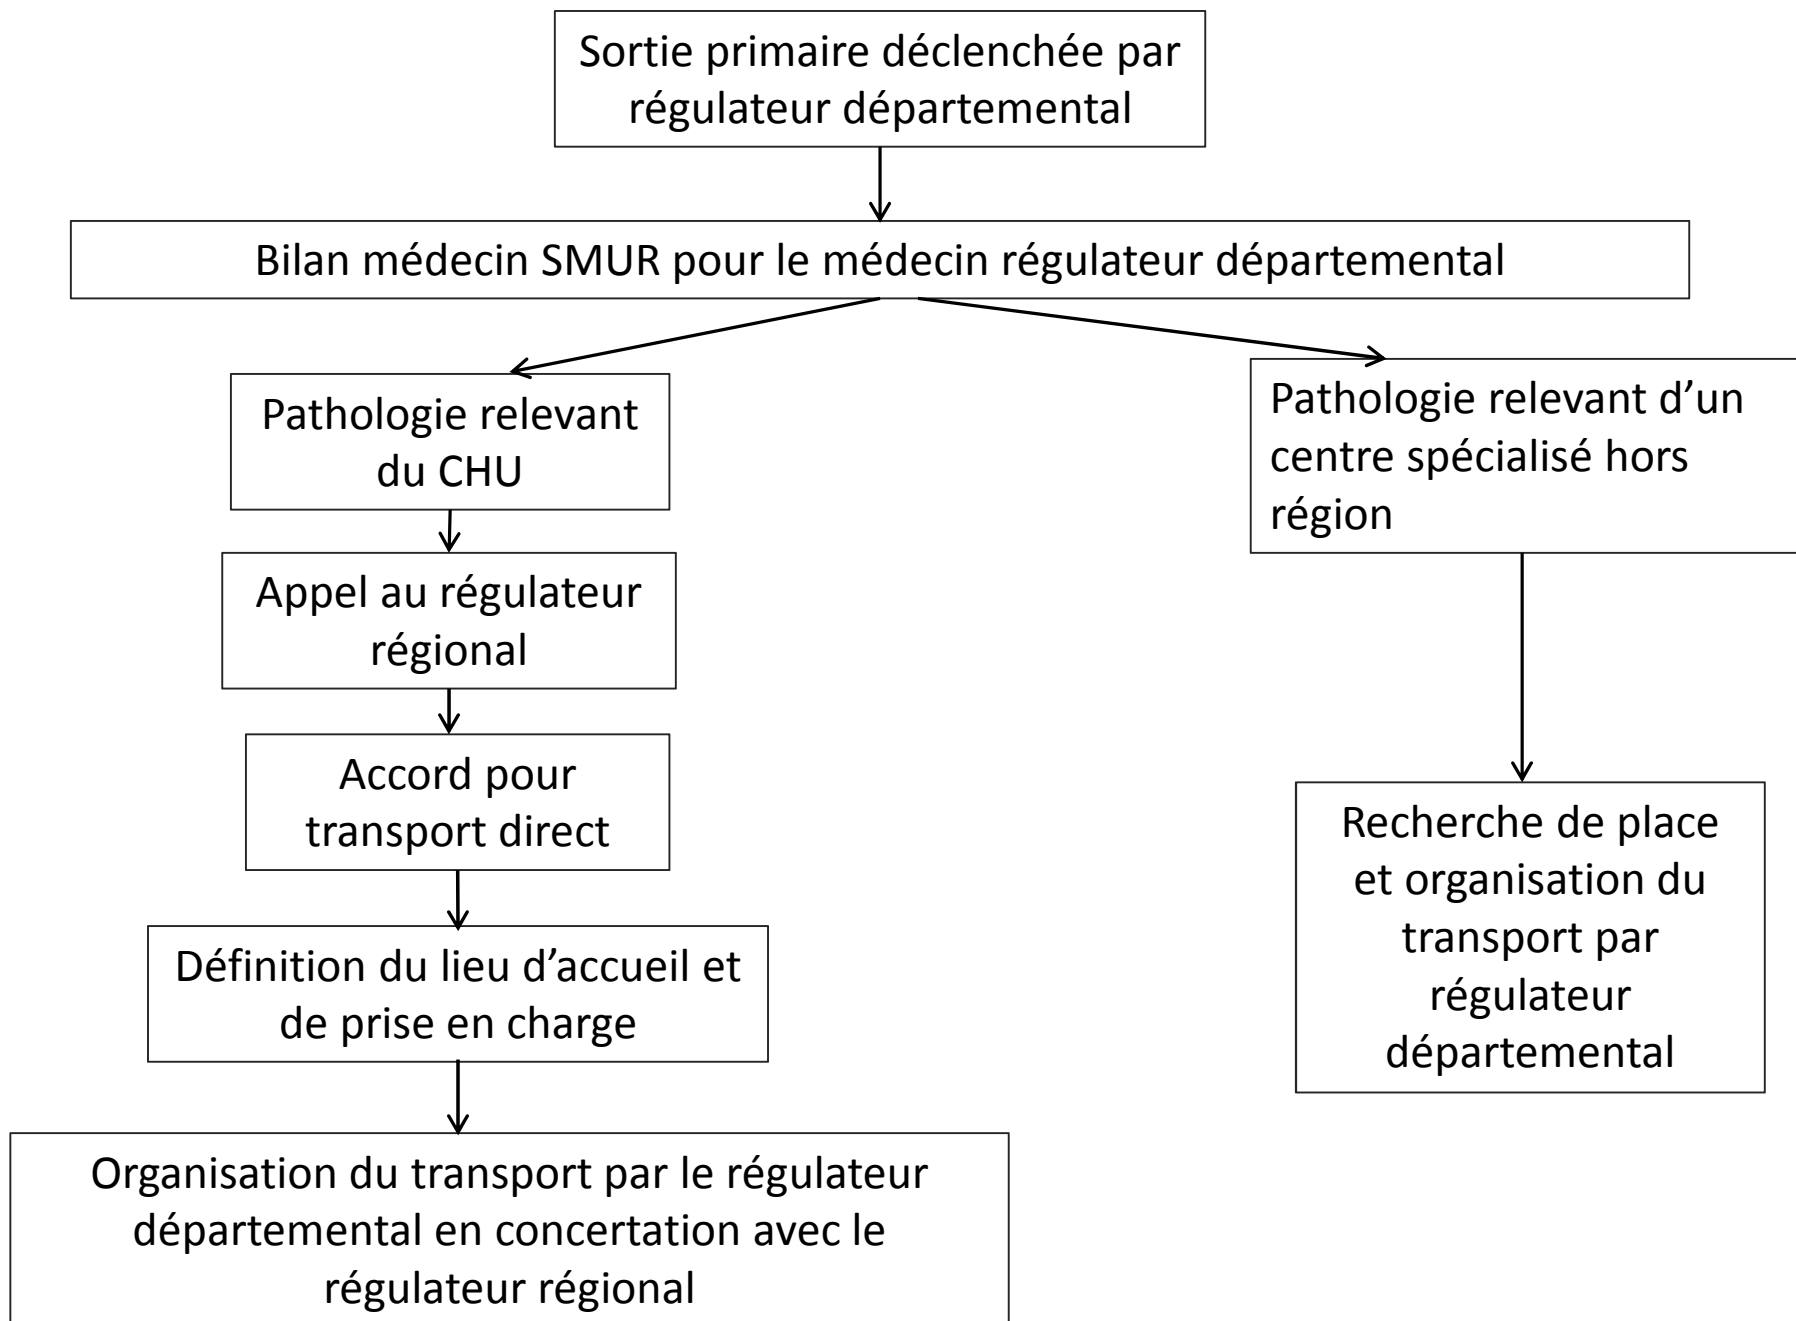 Sortie primaire déclenchée par
régulateur départemental
Bilan médecin SMUR pour le médecin régulateur départemental
Pathologie relevant
du CHU
Appel au régulateur
régional
Accord pour
transport direct
Définition du lieu d’accueil et
de prise en charge
Organisation du transport par le régulateur
départemental en concertation avec le
régulateur régional
Pathologie relevant d’un
centre spécialisé hors
région
Recherche de place
et organisation du
transport par
régulateur
départemental